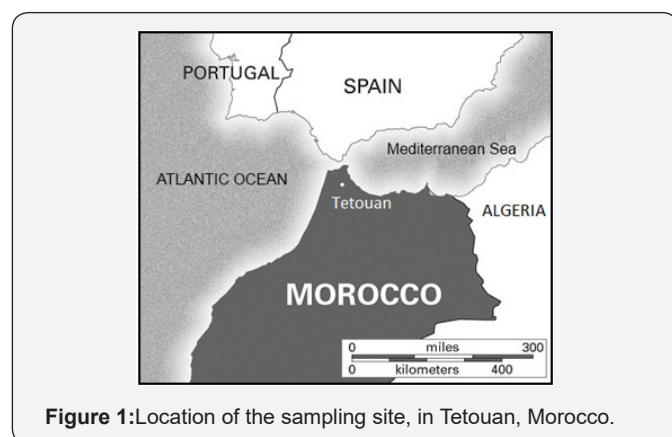 PORTUGAL
SPAIN
Mediterranean Sea
ATLANTIC OCEAN
Tetouan
ALGERIA
MOROCCO
0 miles 300
0 kilometers 400
Figure 1:Location of the sampling site, in Tetouan, Morocco.